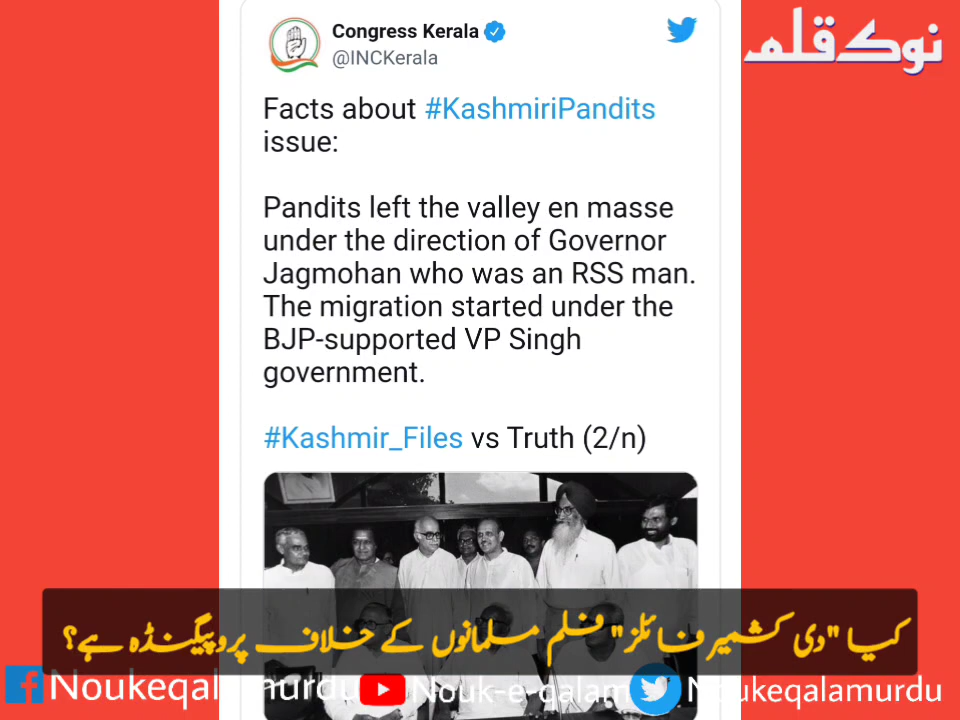 Congress Kerala
@INCKerala
نوک قلم
Facts about #KashmiriPandits
issue:
Pandits left the valley en masse
under the direction of Governor
Jagmohan who was an RSS man.
The migration started under the
BJP-supported VP Singh
government.
#Kashmir_Files vs Truth (2/n)
کیا "دی کشمیر فائلز" فلم مسلمانوں کے خلاف پروپیگنڈہ ہے؟
Noukeqalamurdu Nouk-e-qalam Noukeqalamurdu